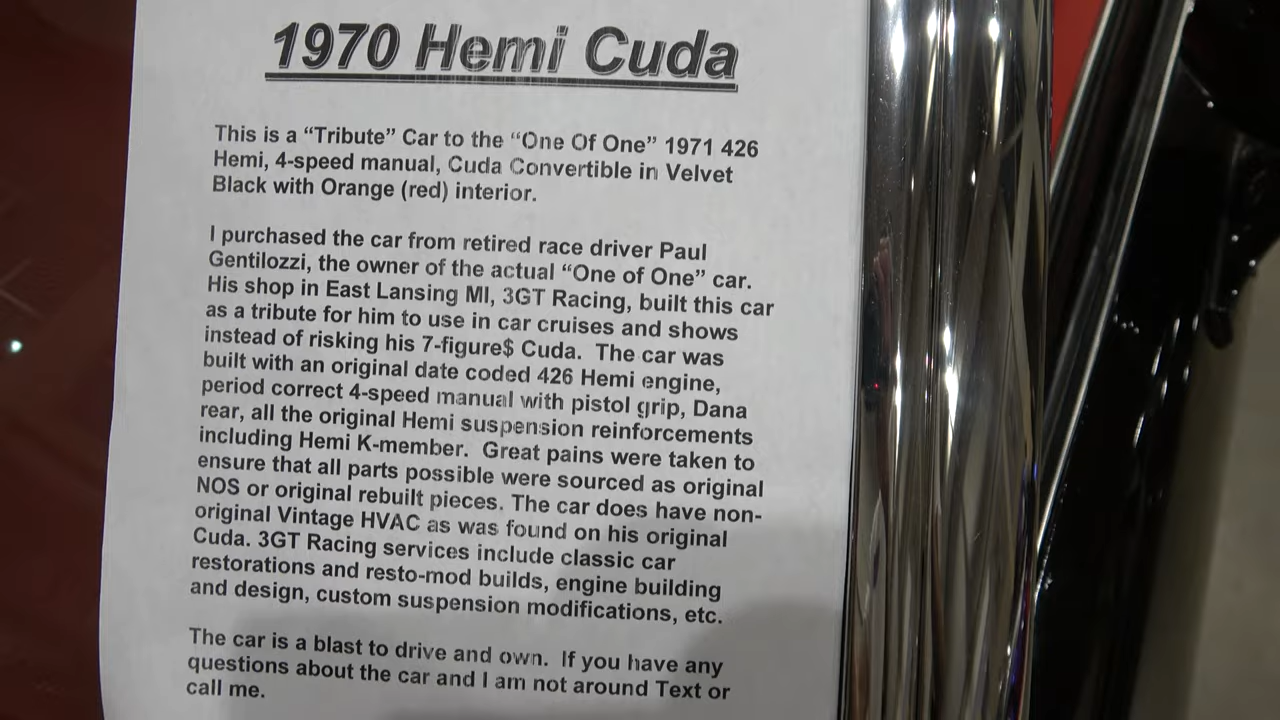 1970 Hemi Cuda
This is a “Tribute” Car to the “One Of One” 1971 426
Hemi, 4-speed manual, Cuda Convertible in Velvet
Black with Orange (red) interior.
I purchased the car from retired race driver Paul
Gentilozzi, the owner of the actual “One of One” car.
His shop in East Lansing MI, 3GT Racing, built this car
as a tribute for him to use in car cruises and shows
instead of risking his 7-figure$ Cuda. The car was
built with an original date coded 426 Hemi engine,
period correct 4-speed manual with pistol grip, Dana
rear, all the original Hemi suspension reinforcements
including Hemi K-member. Great pains were taken to
ensure that all parts possible were sourced as original
NOS or original rebuilt pieces. The car does have non-
original Vintage HVAC as was found on his original
Cuda. 3GT Racing services include classic car
restorations and resto-mod builds, engine building
and design, custom suspension modifications, etc.
The car is a blast to drive and own. If you have any
questions about the car and I am not around Text or
call me.